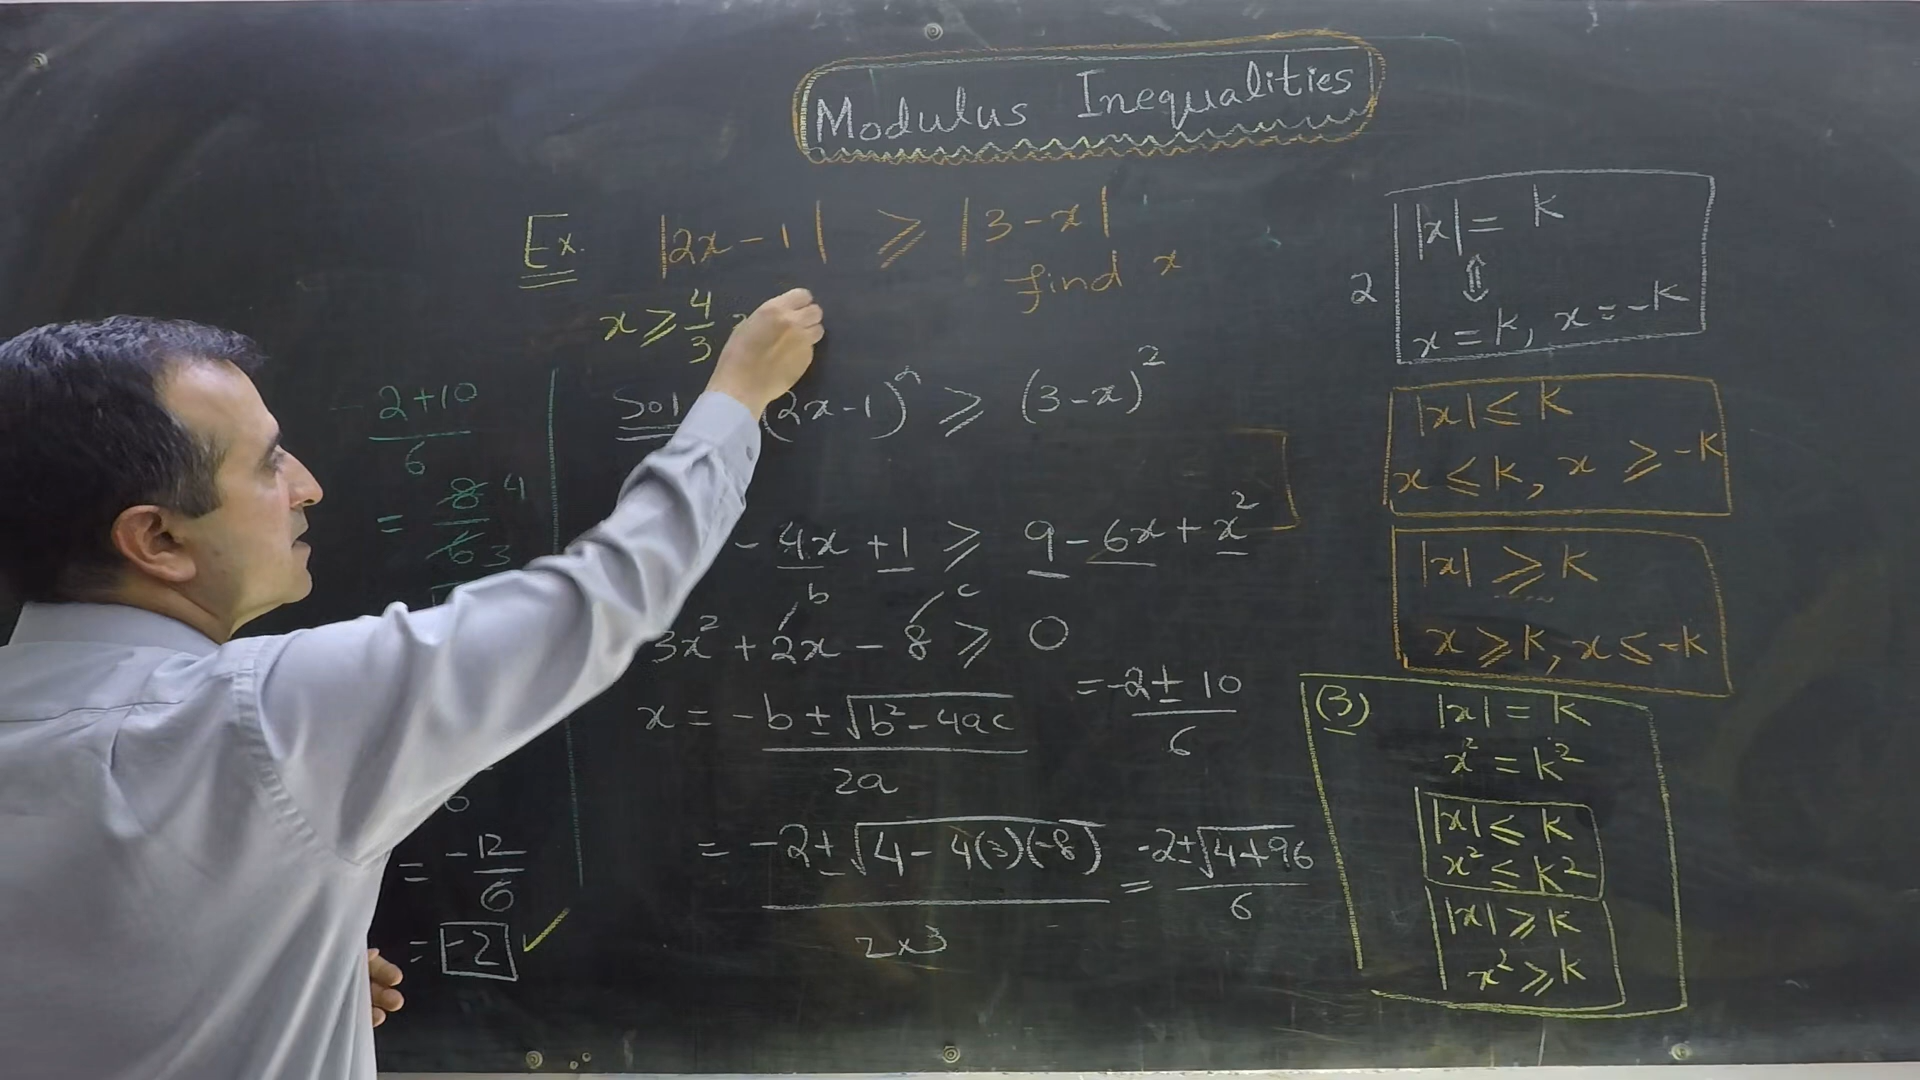 Modulus Inequalities
Ex. |2x-1| ≥ |3-x|
find x
x ≥ 4/3
Sol (2x-1)² ≥ (3-x)²
- 4x + 1 ≥ 9 - 6x + x²
b c
3x² + 2x - 8 ≥ 0
x = -b ± √b² - 4ac / 2a
= -2 ± √4 - 4(3)(-8) / 2×3
= -2 ± √4+96 / 6
= -2 ± 10 / 6
-2+10 / 6
= 8 / 6 4 3
6
= -12 / 6
= -2 ✓
2
|x| = k
⇕
x = k, x = -k
|x| ≤ k
x ≤ k, x ≥ -k
|x| ≥ k
x ≥ k, x ≤ -k
(3) |x| = k
x² = k²
|x| ≤ k
x² ≤ k²
|x| ≥ k
x² ≥ k